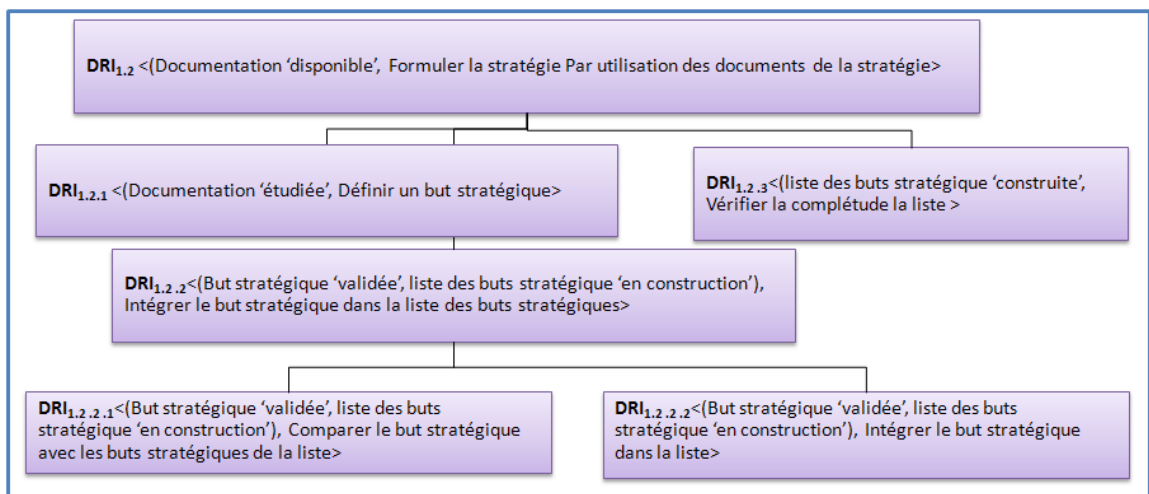 DRI1.2 <(Documentation ‘disponible’, Formuler la stratégie Par utilisation des documents de la stratégie>
DRI1.2.1 <(Documentation ‘étudiée’, Définir un but stratégique>
DRI1.2 .3<(liste des buts stratégique ‘construite’,
Vérifier la complétude la liste >
DRI1.2 .2<(But stratégique ‘validée’, liste des buts stratégique ‘en construction’),
Intégrer le but stratégique dans la liste des buts stratégiques>
DRI1.2 .2 .1<(But stratégique ‘validée’, liste des buts
stratégique ‘en construction’), Comparer le but stratégique
avec les buts stratégiques de la liste>
DRI1.2 .2 .2<(But stratégique ‘validée’, liste des buts
stratégique ‘en construction’), Intégrer le but stratégique
dans la liste>